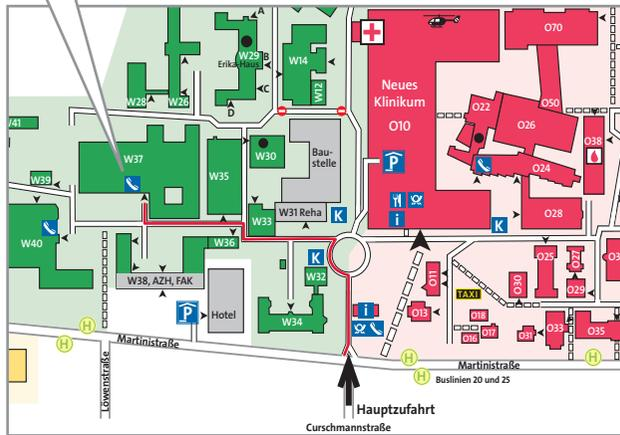 A
W29
Erika-Haus
B
C
D
W14
W12
W28
W26
Neues
Klinikum
O10
O70
O50
O22
O26
O24
O38
O28
W41
W39
W37
W35
W30
Bau-
stelle
W31 Reha
K
W33
W36
W40
W38, AZH, FAK
P
Hotel
K
W32
W34
P
i
K
i
O11
O13
TAXI
O30
O25
O27
O29
O18
O17
O16
O31
O33
O35
H
H
Martinistraße
Löwenstraße
H
H
H
Martinistraße
Buslinien 20 und 25
Hauptzufahrt
Curschmannstraße